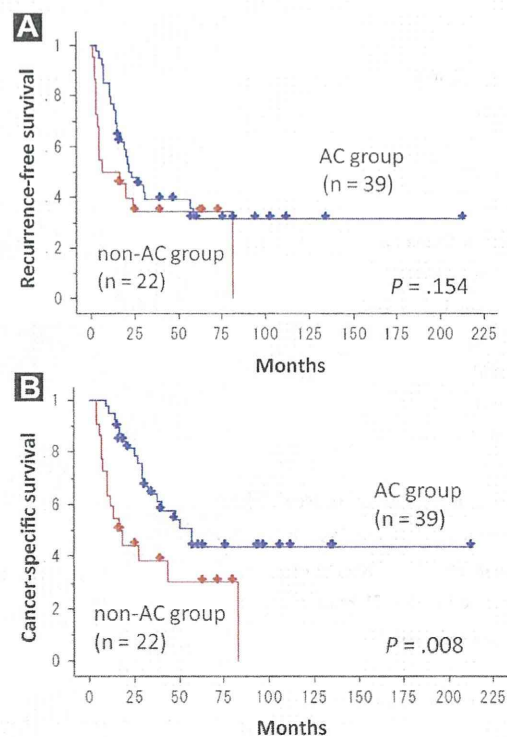 A
Recurrence-free survival
1
.8
.6
.4
.2
0
AC group
(n = 39)
non-AC group
(n = 22)
P = .154
0 25 50 75 100 125 150 175 200 225
Months
B
Cancer-specific survival
1
.8
.6
.4
.2
0
AC group
(n = 39)
non-AC group
(n = 22)
P = .008
0 25 50 75 100 125 150 175 200 225
Months